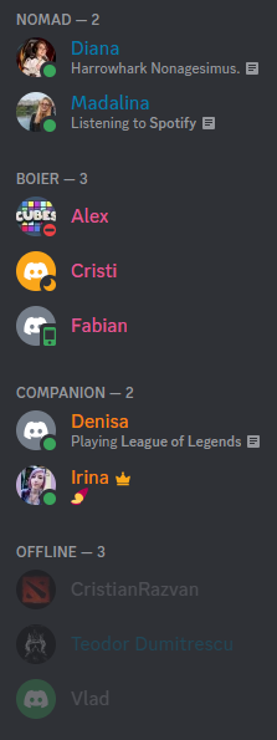 NOMAD — 2
Diana
Harrowhark Nonagesimus.
Madalina
Listening to Spotify
BOIER — 3
CUBES
Alex
Cristi
Fabian
COMPANION — 2
Denisa
Playing League of Legends
Irina
OFFLINE — 3
CristianRazvan
Teodor Dumitrescu
Vlad